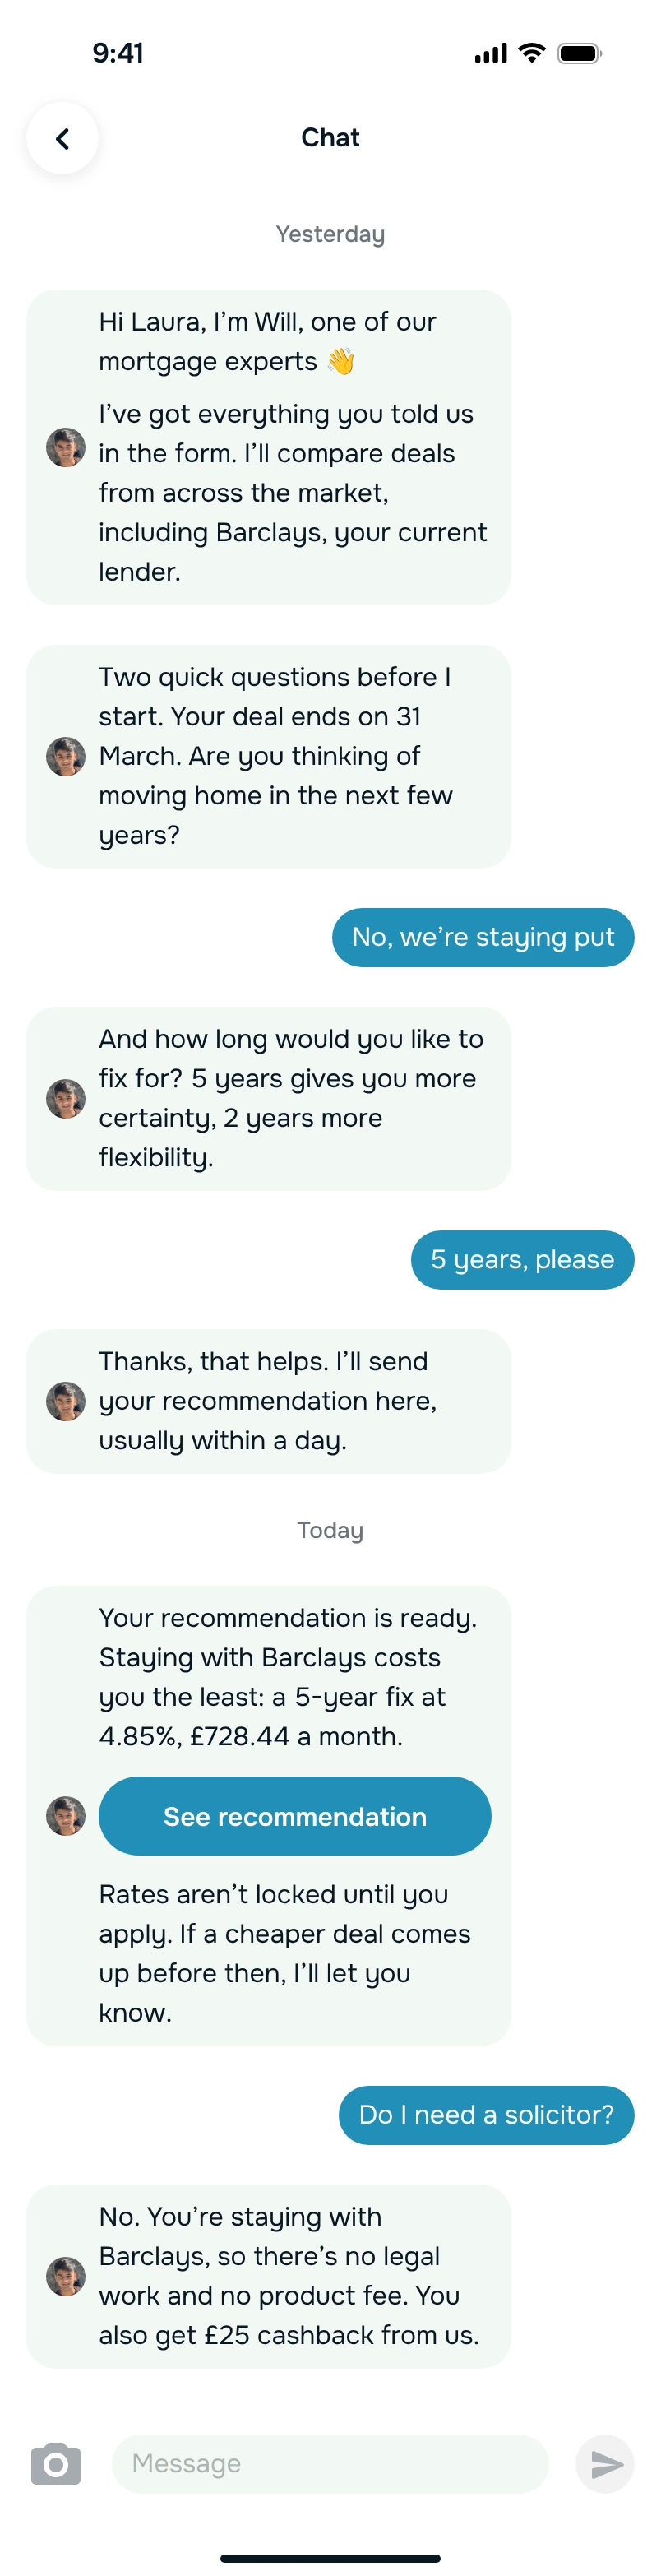 9:41
Chat
Yesterday
Hi Laura, I’m Will, one of our
mortgage experts 👋
I’ve got everything you told us
in the form. I’ll compare deals
from across the market,
including Barclays, your current
lender.
Two quick questions before I
start. Your deal ends on 31
March. Are you thinking of
moving home in the next few
years?
No, we’re staying put
And how long would you like to
fix for? 5 years gives you more
certainty, 2 years more
flexibility.
5 years, please
Thanks, that helps. I’ll send
your recommendation here,
usually within a day.
Today
Your recommendation is ready.
Staying with Barclays costs
you the least: a 5-year fix at
4.85%, £728.44 a month.
See recommendation
Rates aren’t locked until you
apply. If a cheaper deal comes
up before then, I’ll let you
know.
Do I need a solicitor?
No. You’re staying with
Barclays, so there’s no legal
work and no product fee. You
also get £25 cashback from us.
Message